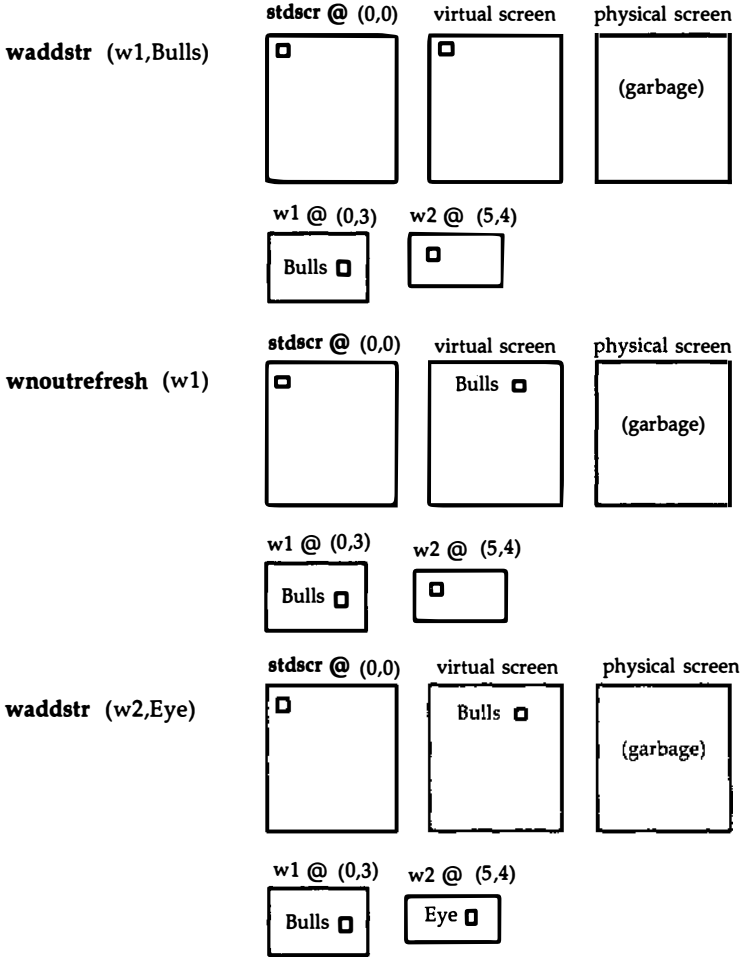 stdscr @ (0,0) virtual screen physical screen
waddstr (w1,Bulls)
(garbage)
w1 @ (0,3) w2 @ (5,4)
Bulls
stdscr @ (0,0) virtual screen physical screen
wnoutrefresh (w1)
Bulls
(garbage)
w1 @ (0,3) w2 @ (5,4)
Bulls
stdscr @ (0,0) virtual screen physical screen
waddstr (w2,Eye)
Bulls
(garbage)
w1 @ (0,3) w2 @ (5,4)
Bulls Eye